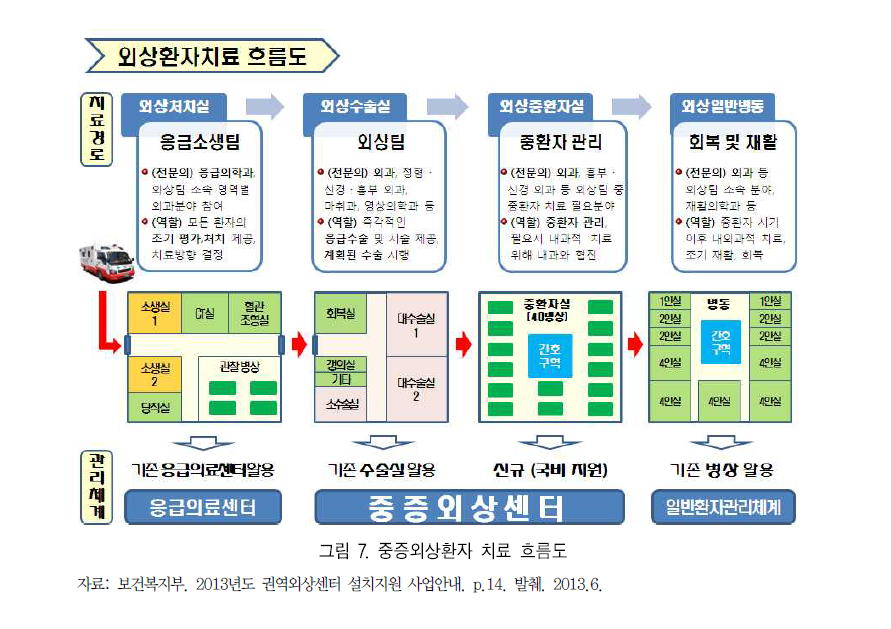 외상환자치료 흐름도
치료경로
외상처치실
외상수술실
외상중환자실
외상일반병동
응급소생팀
(전문의) 응급의학과,
외상팀 소속 영역별
외과분야 참여
(역할) 모든 환자의
조기 평가,처치 제공,
치료방향 결정
외상팀
(전문의) 외과, 정형·
신경·흉부 외과,
마취과, 영상의학과 등
(역할) 즉각적인
응급수술 및 시술 제공,
계획된 수술 시행
중환자 관리
(전문의) 외과, 흉부·
신경 외과 등 외상팀 중
중환자 치료 필요분야
(역할) 중환자 관리,
필요시 내과적 치료
위해 내과와 협진
회복 및 재활
(전문의) 외과 등
외상팀 소속 분야,
재활의학과 등
(역할) 중환자 시기
이후 내외과적 치료,
조기 재활, 회복
소생실
1
CT실
혈관
조영실
소생실
2
당직실
관찰병상
회복실
갱의실
기타
소수술실
대수술실
1
대수술실
2
중환자실
(40병상)
간호
구역
1인실
2인실
2인실
4인실
4인실
병동
간호
구역
4인실
1인실
2인실
2인실
4인실
4인실
관리체계
기존 응급의료센터활용
기존 수술실 활용
신규 (국비 지원)
기존 병상 활용
응급의료센터
중증외상센터
일반환자관리체계
그림 7. 중증외상환자 치료 흐름도
자료: 보건복지부. 2013년도 권역외상센터 설치지원 사업안내. p.14. 발췌. 2013.6.